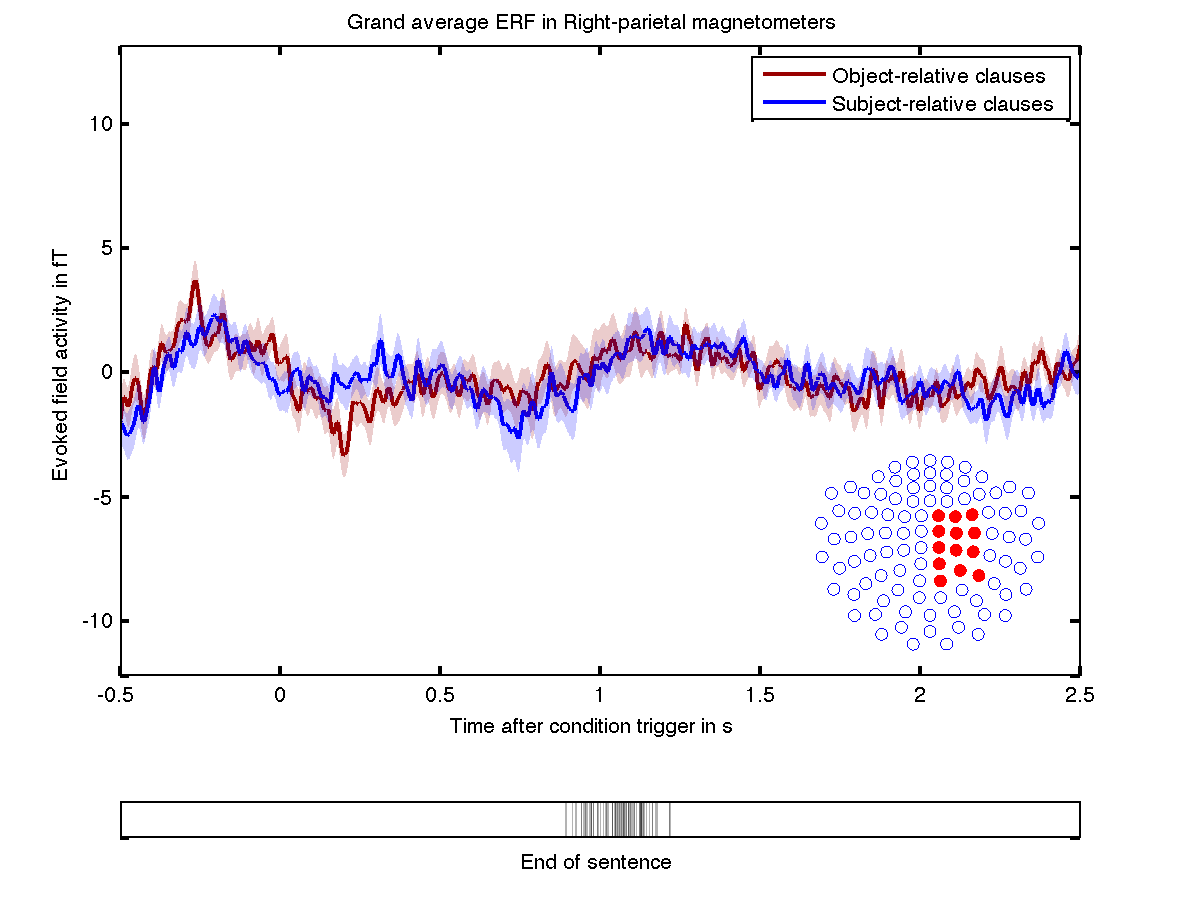 Grand average ERF in Right-parietal magnetometers
Object-relative clauses
Subject-relative clauses
Evoked field activity in fT
10
5
0
-5
-10
-0.5 0 0.5 1 1.5 2 2.5
Time after condition trigger in s
End of sentence